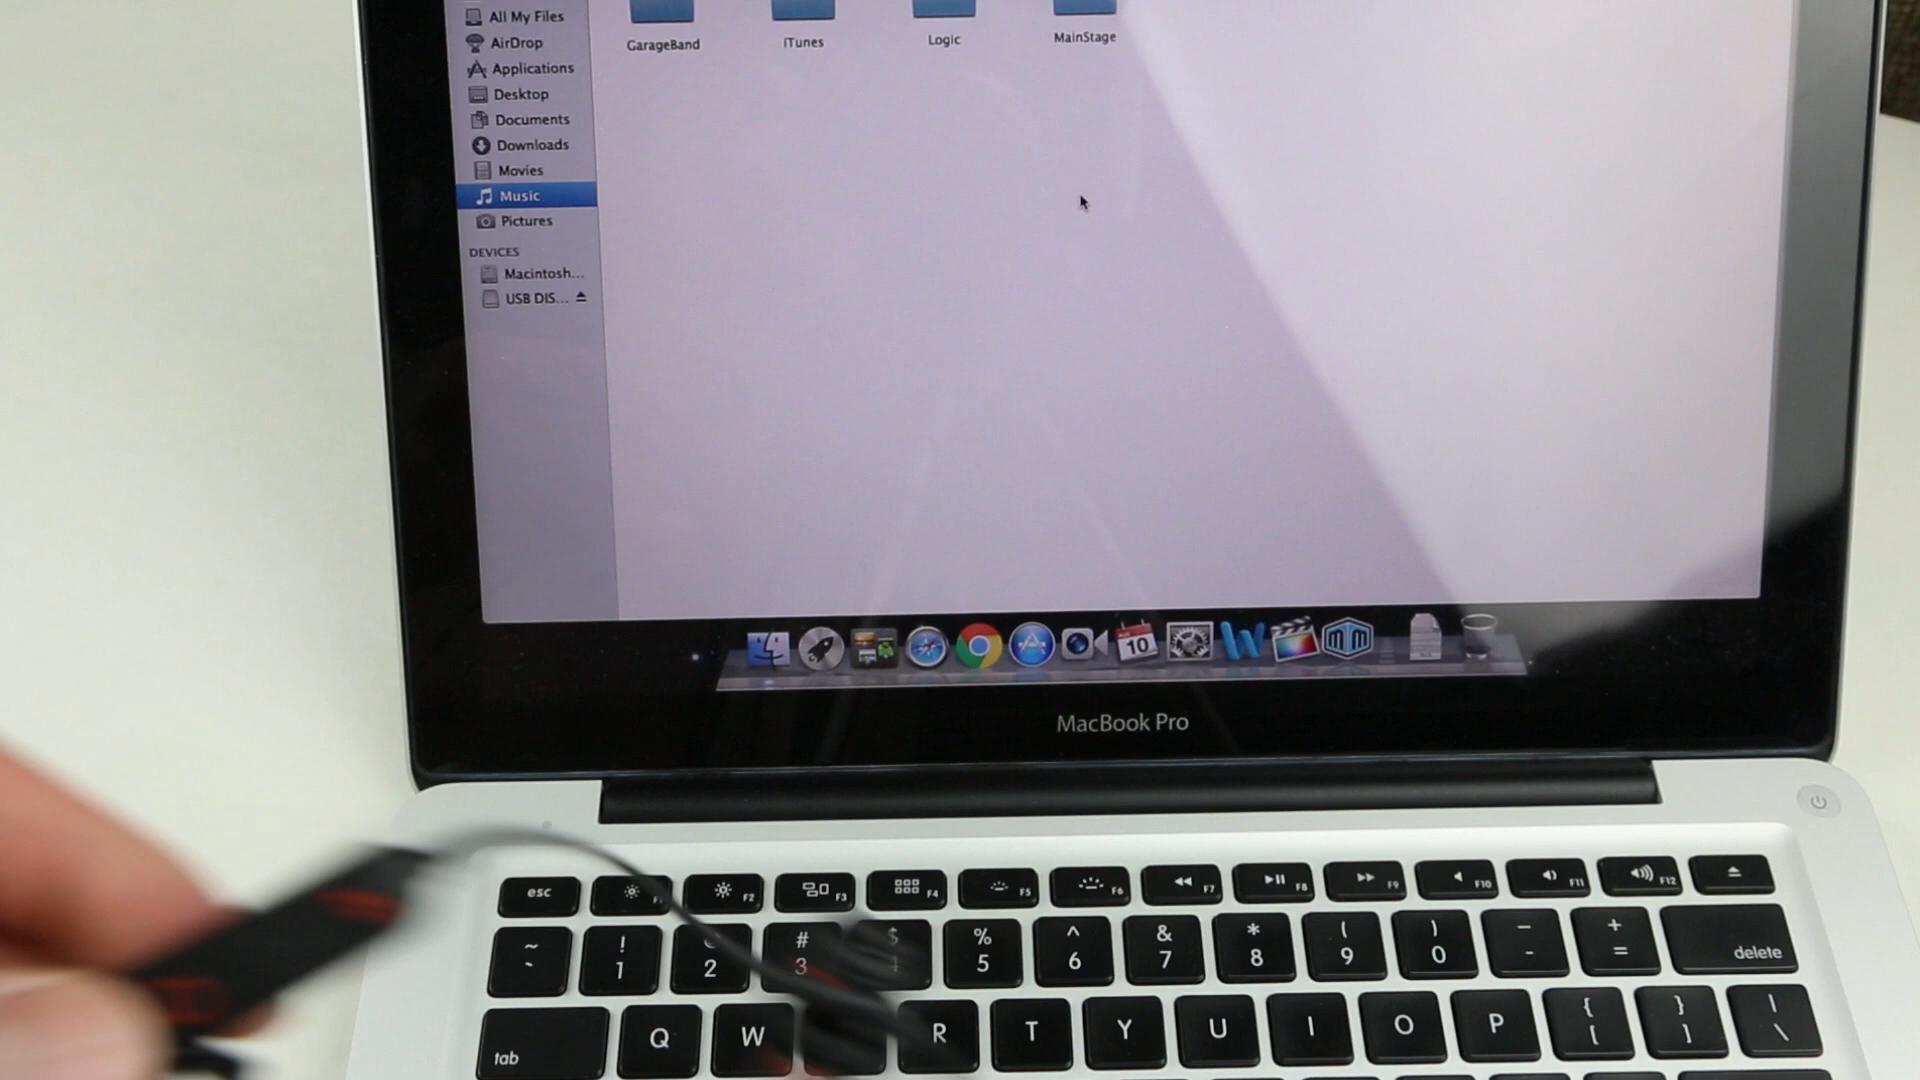 All My Files
AirDrop
Applications
Desktop
Documents
Downloads
Movies
Music
Pictures
DEVICES
Macintosh...
USB DIS...
GarageBand
iTunes
Logic
MainStage
10
MacBook Pro
esc
F2
F3
F4
F5
F6
F7
F8
F9
F10
F11
F12
~ ! # $ % ^ & * ( ) – +
` 1 2 3 5 6 7 8 9 0 - = delete
tab Q W R T Y U I O P { [ } ] | \